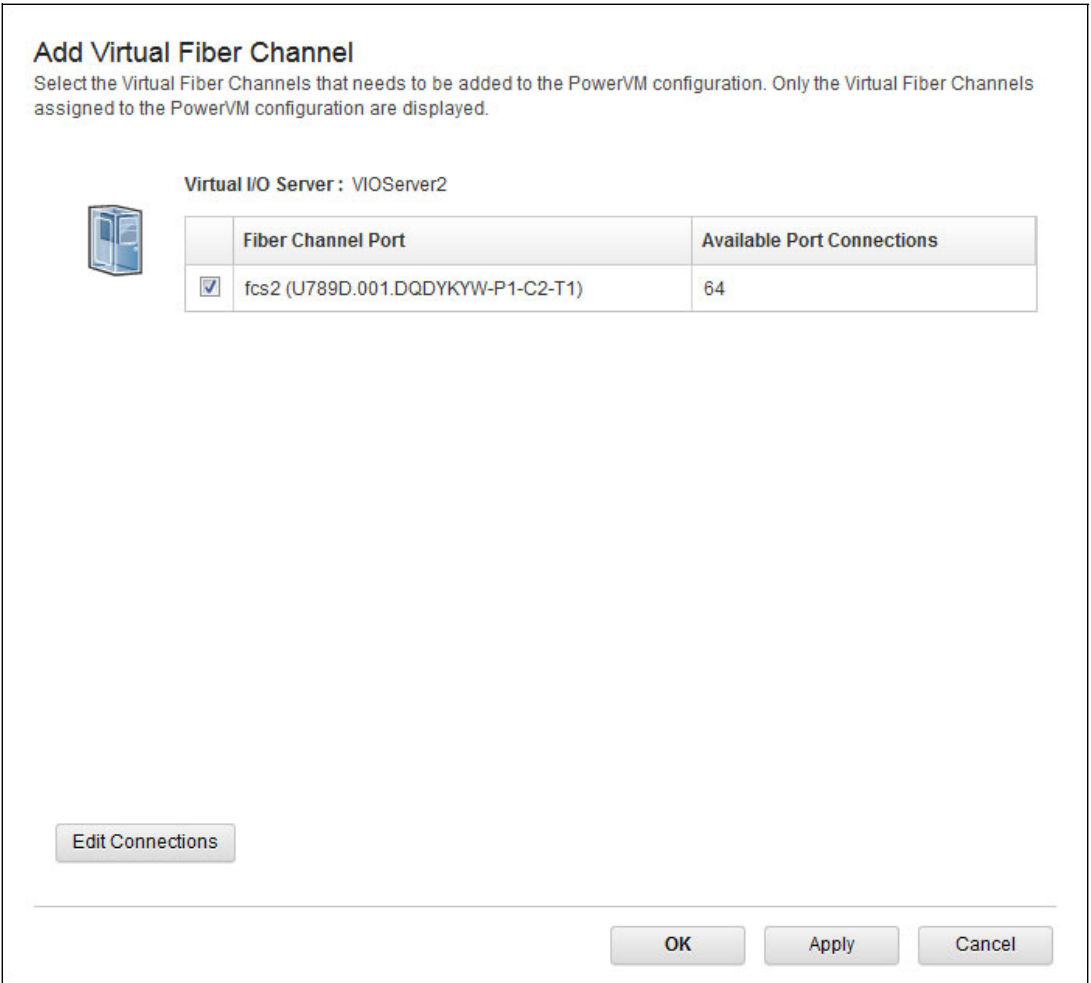 Add Virtual Fiber Channel
Select the Virtual Fiber Channels that needs to be added to the PowerVM configuration. Only the Virtual Fiber Channels
assigned to the PowerVM configuration are displayed.
Virtual I/O Server : VIOServer2
Fiber Channel Port Available Port Connections
fcs2 (U789D.001.DQDYKYW-P1-C2-T1) 64
Edit Connections
OK Apply Cancel